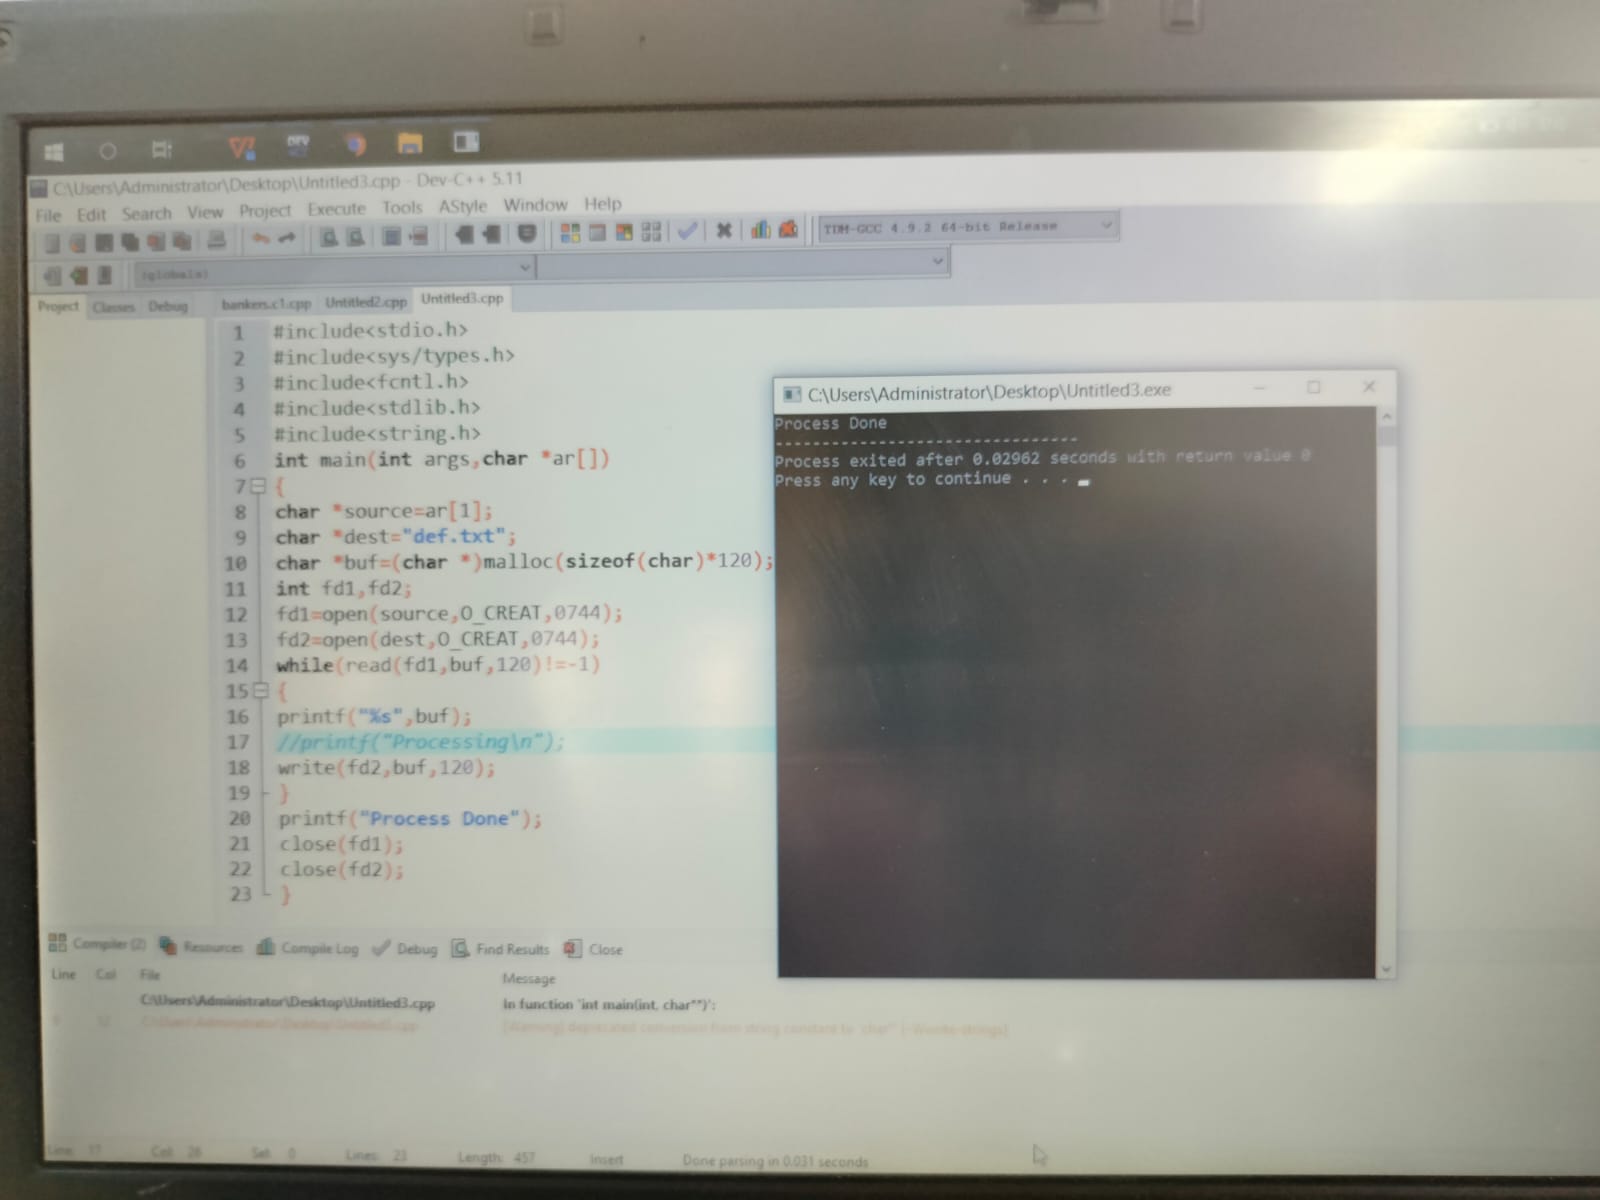 DEV
C:\Users\Administrator\Desktop\Untitled3.cpp - Dev-C++ 5.11
File Edit Search View Project Execute Tools AStyle Window Help
TDM-GCC 4.9.2 64-bit Release
(globals)
Project Classes Debug bankers.c1.cpp Untitled2.cpp Untitled3.cpp
1 #include<stdio.h>
2 #include<sys/types.h>
3 #include<fcntl.h>
4 #include<stdlib.h>
5 #include<string.h>
6 int main(int args,char *ar[])
7 {
8 char *source=ar[1];
9 char *dest="def.txt";
10 char *buf=(char *)malloc(sizeof(char)*120);
11 int fd1,fd2;
12 fd1=open(source,O_CREAT,0744);
13 fd2=open(dest,O_CREAT,0744);
14 while(read(fd1,buf,120)!=-1)
15 {
16 printf("%s",buf);
17 //printf("Processing\n");
18 write(fd2,buf,120);
19 }
20 printf("Process Done");
21 close(fd1);
22 close(fd2);
23 }
C:\Users\Administrator\Desktop\Untitled3.exe
Process Done
--------------------------------
Process exited after 0.02962 seconds with return value 0
Press any key to continue . . .
Compiler (2) Resources Compile Log Debug Find Results Close
Line Col File Message
C:\Users\Administrator\Desktop\Untitled3.cpp In function 'int main(int, char**)':
C:\Users\Administrator\Desktop\Untitled3.cpp [Warning] deprecated conversion from string constant to 'char*' [-Wwrite-strings]
Line: 17 Col: 26 Sel: 0 Lines: 23 Length: 457 Insert Done parsing in 0.031 seconds